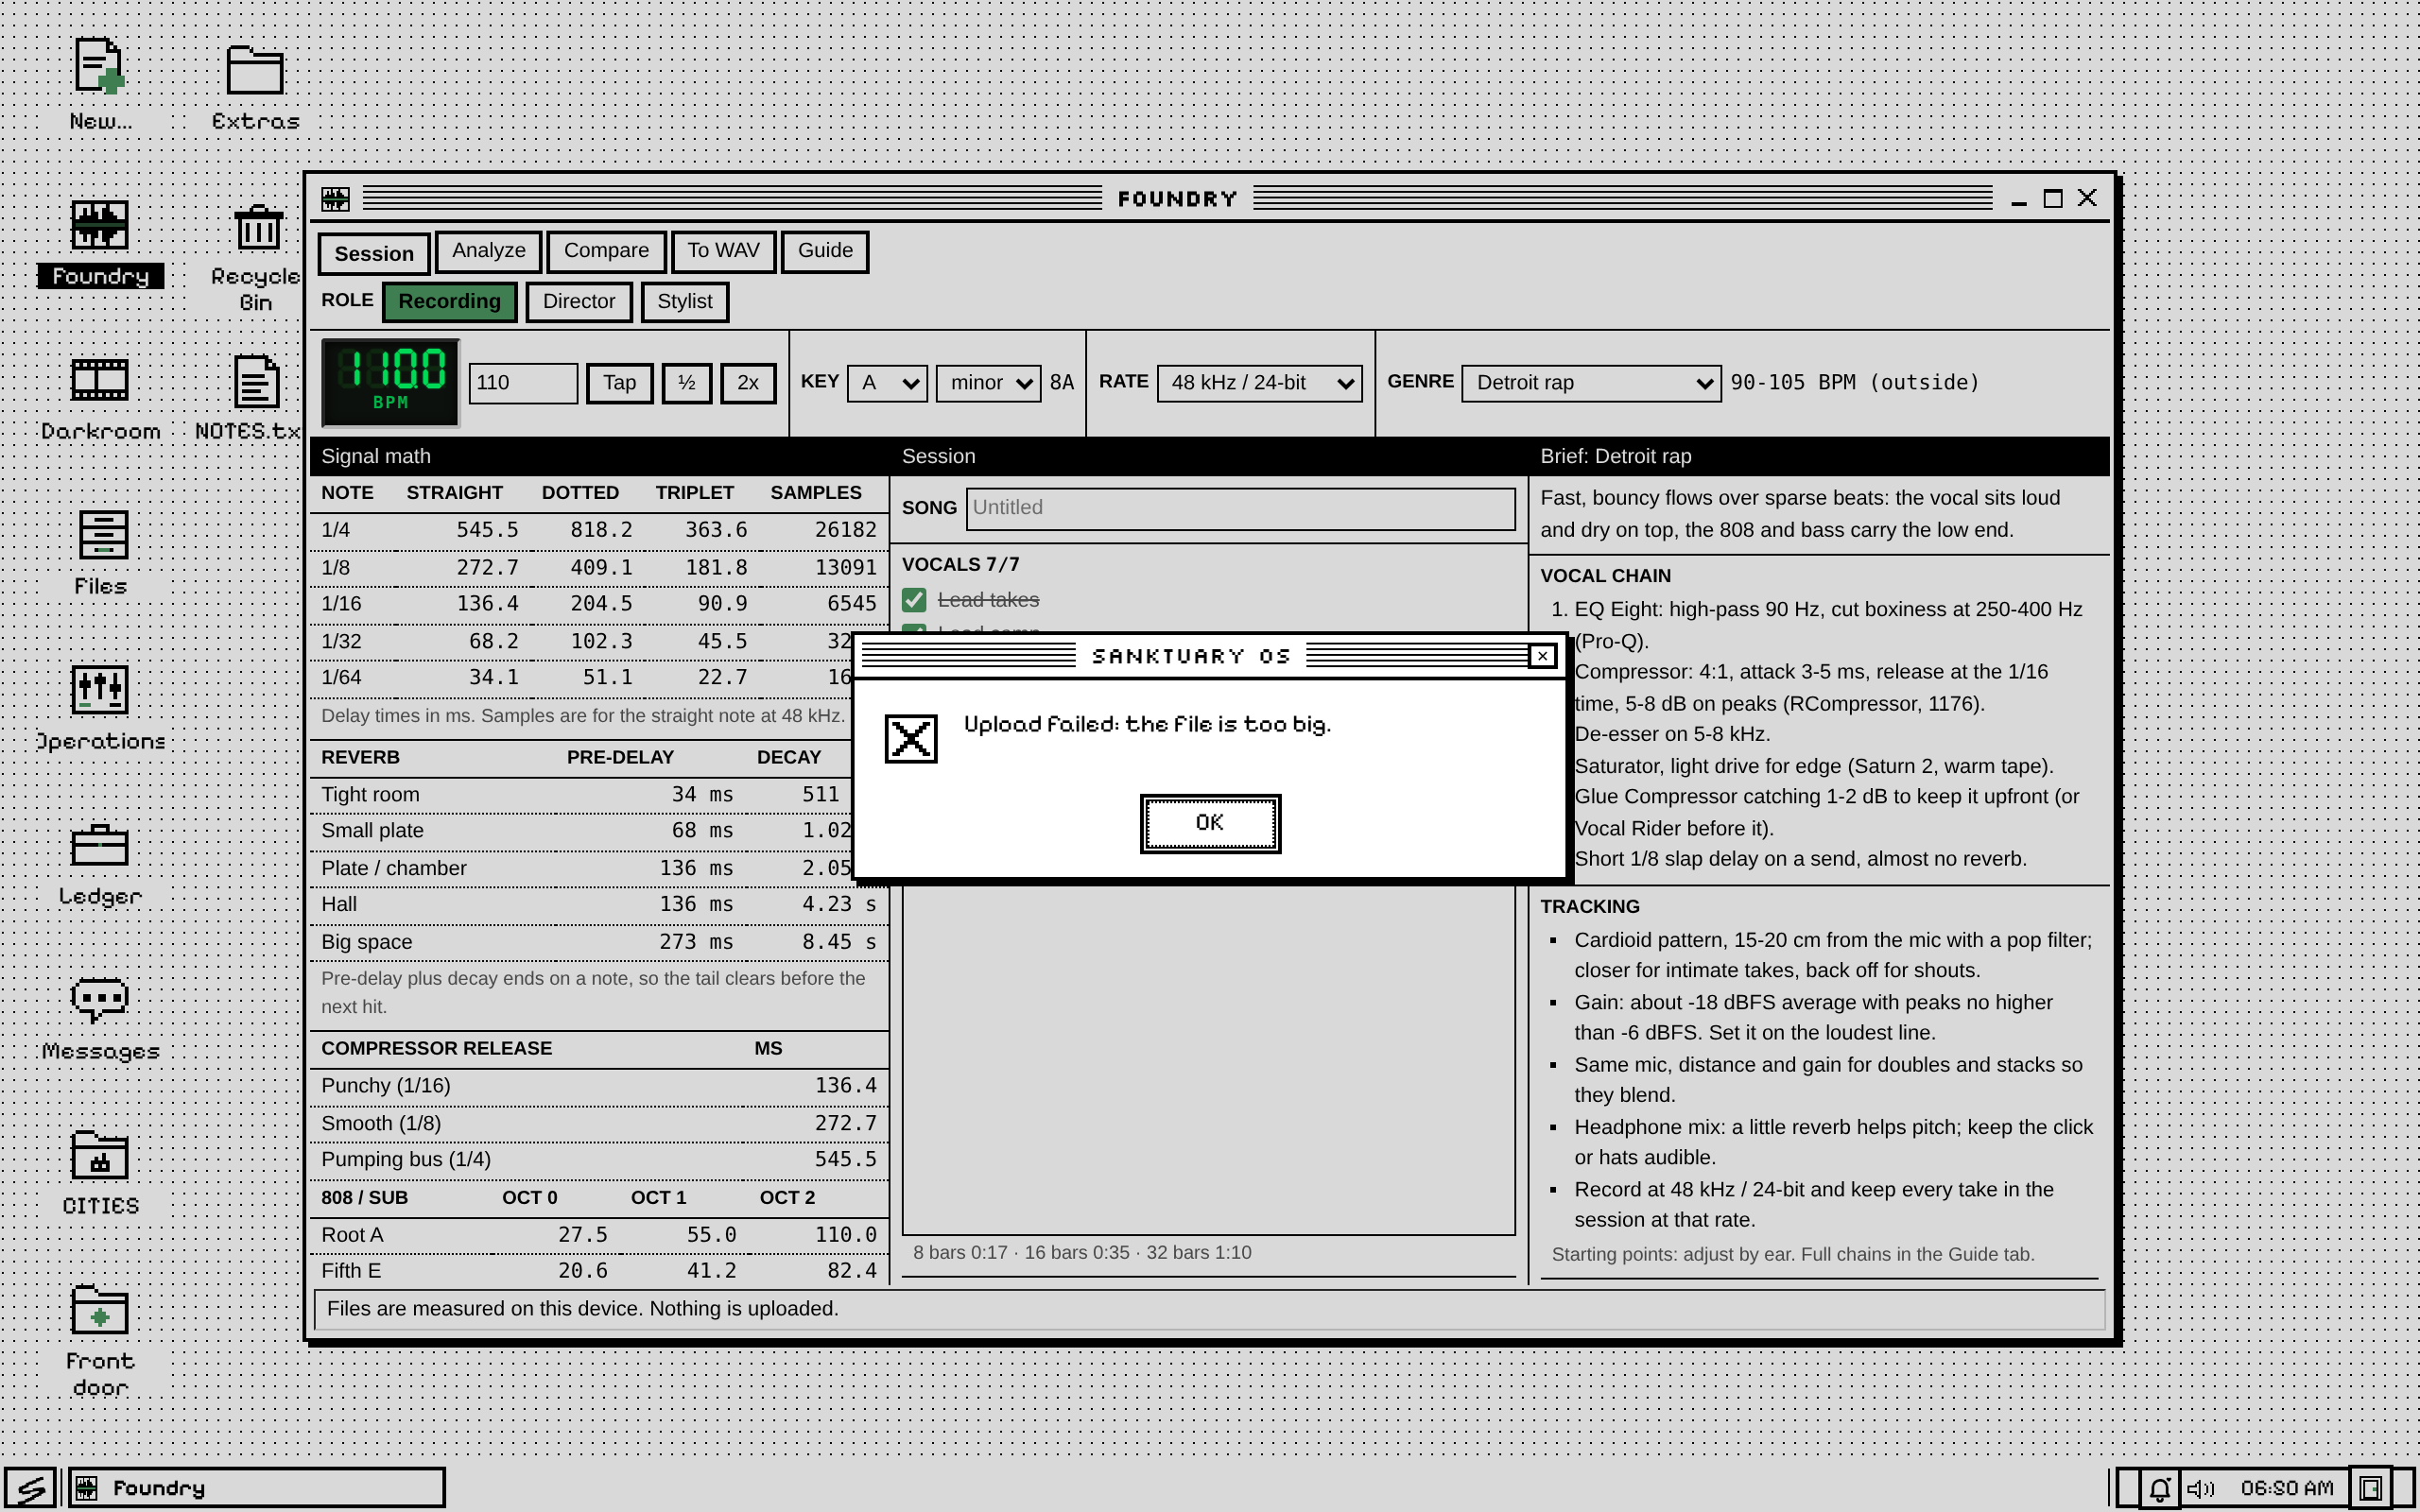 New...
Extras
Foundry
Recycle
Bin
Darkroom
NOTES.tx
Files
Operations
Ledger
Messages
CITIES
Front
door
FOUNDRY
Session Analyze Compare To WAV Guide
ROLE Recording Director Stylist
110.0
BPM
110 Tap ½ 2x KEY A minor 8A RATE 48 kHz / 24-bit GENRE Detroit rap 90-105 BPM (outside)
Signal math
NOTE STRAIGHT DOTTED TRIPLET SAMPLES
1/4 545.5 818.2 363.6 26182
1/8 272.7 409.1 181.8 13091
1/16 136.4 204.5 90.9 6545
1/32 68.2 102.3 45.5 32
1/64 34.1 51.1 22.7 16
Delay times in ms. Samples are for the straight note at 48 kHz.
REVERB PRE-DELAY DECAY
Tight room 34 ms 511
Small plate 68 ms 1.02
Plate / chamber 136 ms 2.05
Hall 136 ms 4.23 s
Big space 273 ms 8.45 s
Pre-delay plus decay ends on a note, so the tail clears before the
next hit.
COMPRESSOR RELEASE MS
Punchy (1/16) 136.4
Smooth (1/8) 272.7
Pumping bus (1/4) 545.5
808 / SUB OCT 0 OCT 1 OCT 2
Root A 27.5 55.0 110.0
Fifth E 20.6 41.2 82.4
Session
SONG Untitled
VOCALS 7/7
Lead takes
SANKTUARY OS
Upload failed: the file is too big.
OK
8 bars 0:17 · 16 bars 0:35 · 32 bars 1:10
Brief: Detroit rap
Fast, bouncy flows over sparse beats: the vocal sits loud
and dry on top, the 808 and bass carry the low end.
VOCAL CHAIN
1. EQ Eight: high-pass 90 Hz, cut boxiness at 250-400 Hz
(Pro-Q).
Compressor: 4:1, attack 3-5 ms, release at the 1/16
time, 5-8 dB on peaks (RCompressor, 1176).
De-esser on 5-8 kHz.
Saturator, light drive for edge (Saturn 2, warm tape).
Glue Compressor catching 1-2 dB to keep it upfront (or
Vocal Rider before it).
Short 1/8 slap delay on a send, almost no reverb.
TRACKING
▪ Cardioid pattern, 15-20 cm from the mic with a pop filter;
closer for intimate takes, back off for shouts.
▪ Gain: about -18 dBFS average with peaks no higher
than -6 dBFS. Set it on the loudest line.
▪ Same mic, distance and gain for doubles and stacks so
they blend.
▪ Headphone mix: a little reverb helps pitch; keep the click
or hats audible.
▪ Record at 48 kHz / 24-bit and keep every take in the
session at that rate.
Starting points: adjust by ear. Full chains in the Guide tab.
Files are measured on this device. Nothing is uploaded.
Foundry
AM